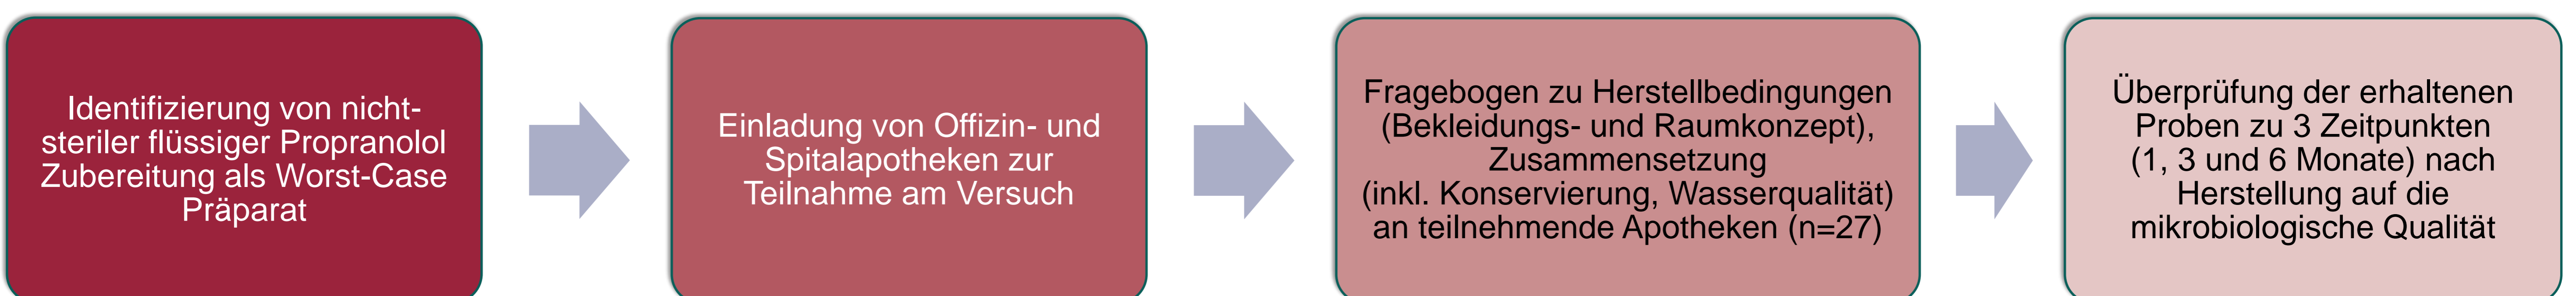 Identifizierung von nicht-
steriler flüssiger Propranolol
Zubereitung als Worst-Case
Präparat
Einladung von Offizin- und
Spitalapotheken zur
Teilnahme am Versuch
Fragebogen zu Herstellbedingungen
(Bekleidungs- und Raumkonzept),
Zusammensetzung
(inkl. Konservierung, Wasserqualität)
an teilnehmende Apotheken (n=27)
Überprüfung der erhaltenen
Proben zu 3 Zeitpunkten
(1, 3 und 6 Monate) nach
Herstellung auf die
mikrobiologische Qualität